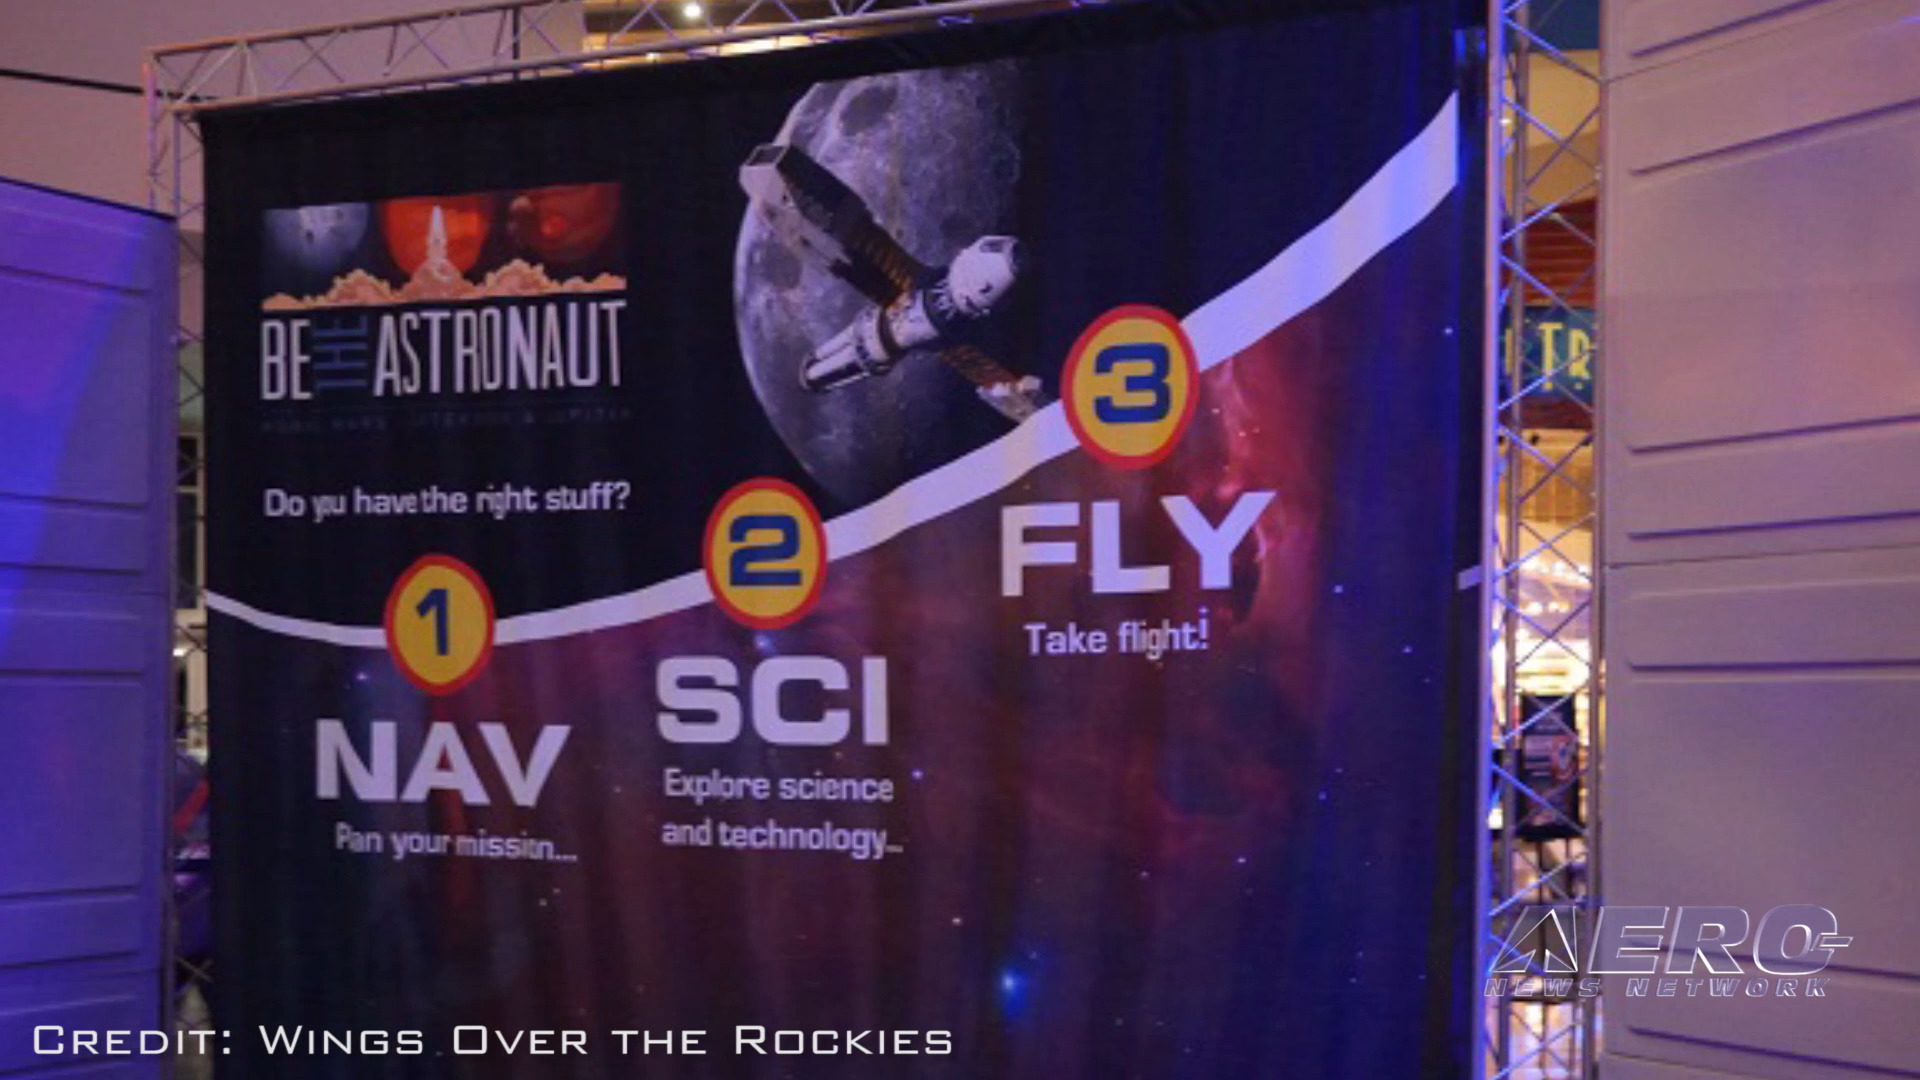 BE THE ASTRONAUT
Do you have the right stuff?
1
2
3
NAV
Plan your mission...
SCI
Explore science
and technology...
FLY
Take flight!
AERO-
NEWS NETWORK
CREDIT: WINGS OVER THE ROCKIES